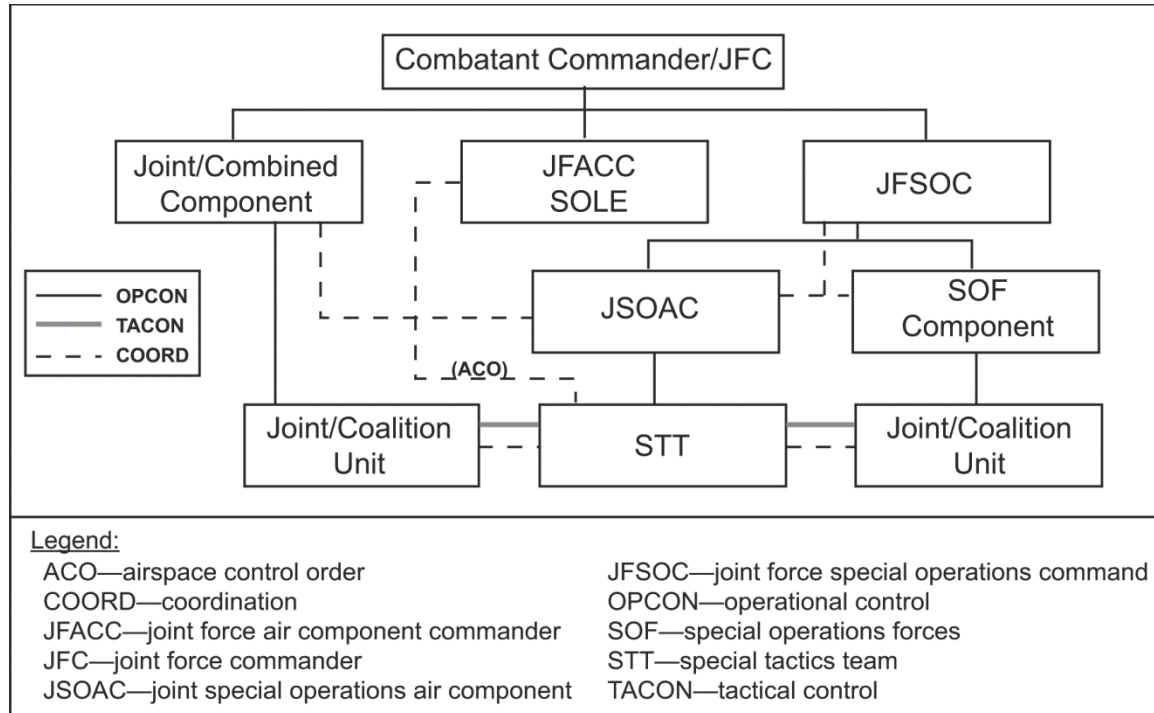 Combatant Commander/JFC
Joint/Combined
Component
JFACC
SOLE
JFSOC
OPCON
TACON
COORD
JSOAC
SOF
Component
(ACO)
Joint/Coalition
Unit
STT
Joint/Coalition
Unit
Legend:
ACO—airspace control order
COORD—coordination
JFACC—joint force air component commander
JFC—joint force commander
JSOAC—joint special operations air component
JFSOC—joint force special operations command
OPCON—operational control
SOF—special operations forces
STT—special tactics team
TACON—tactical control